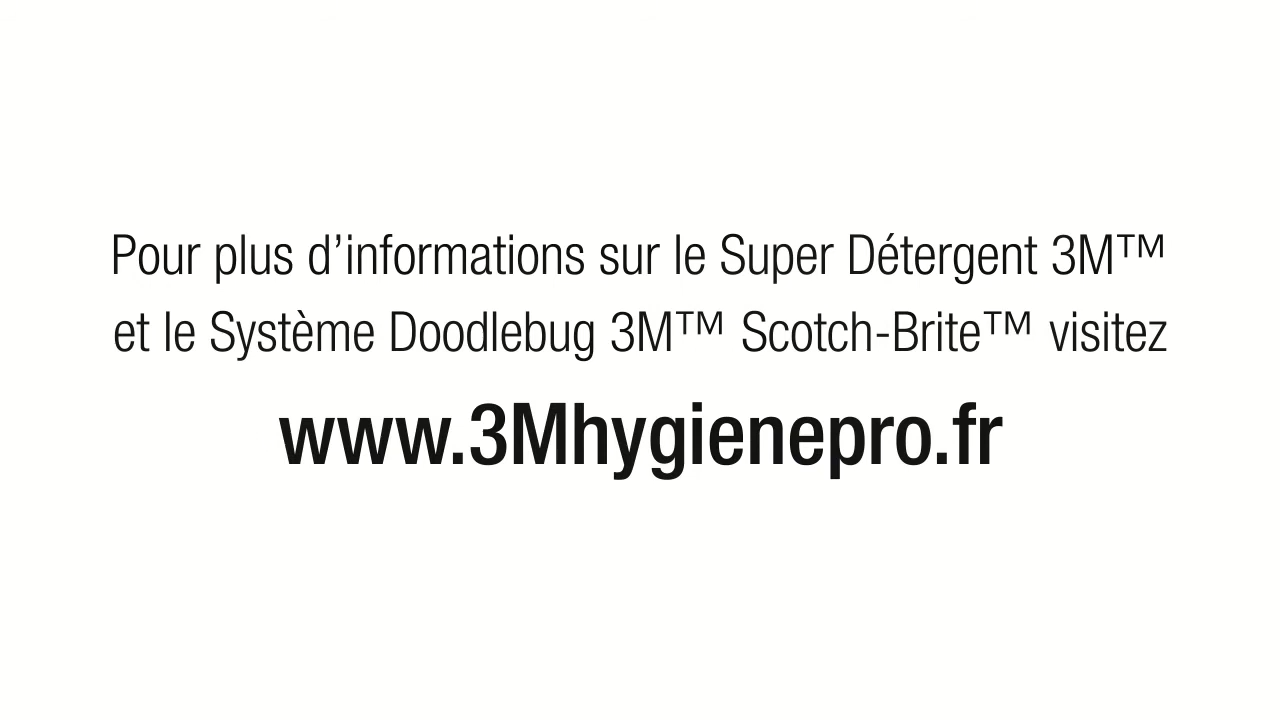 Pour plus d’informations sur le Super Détergent 3M™
et le Système Doodlebug 3M™ Scotch-Brite™ visitez
www.3Mhygienepro.fr